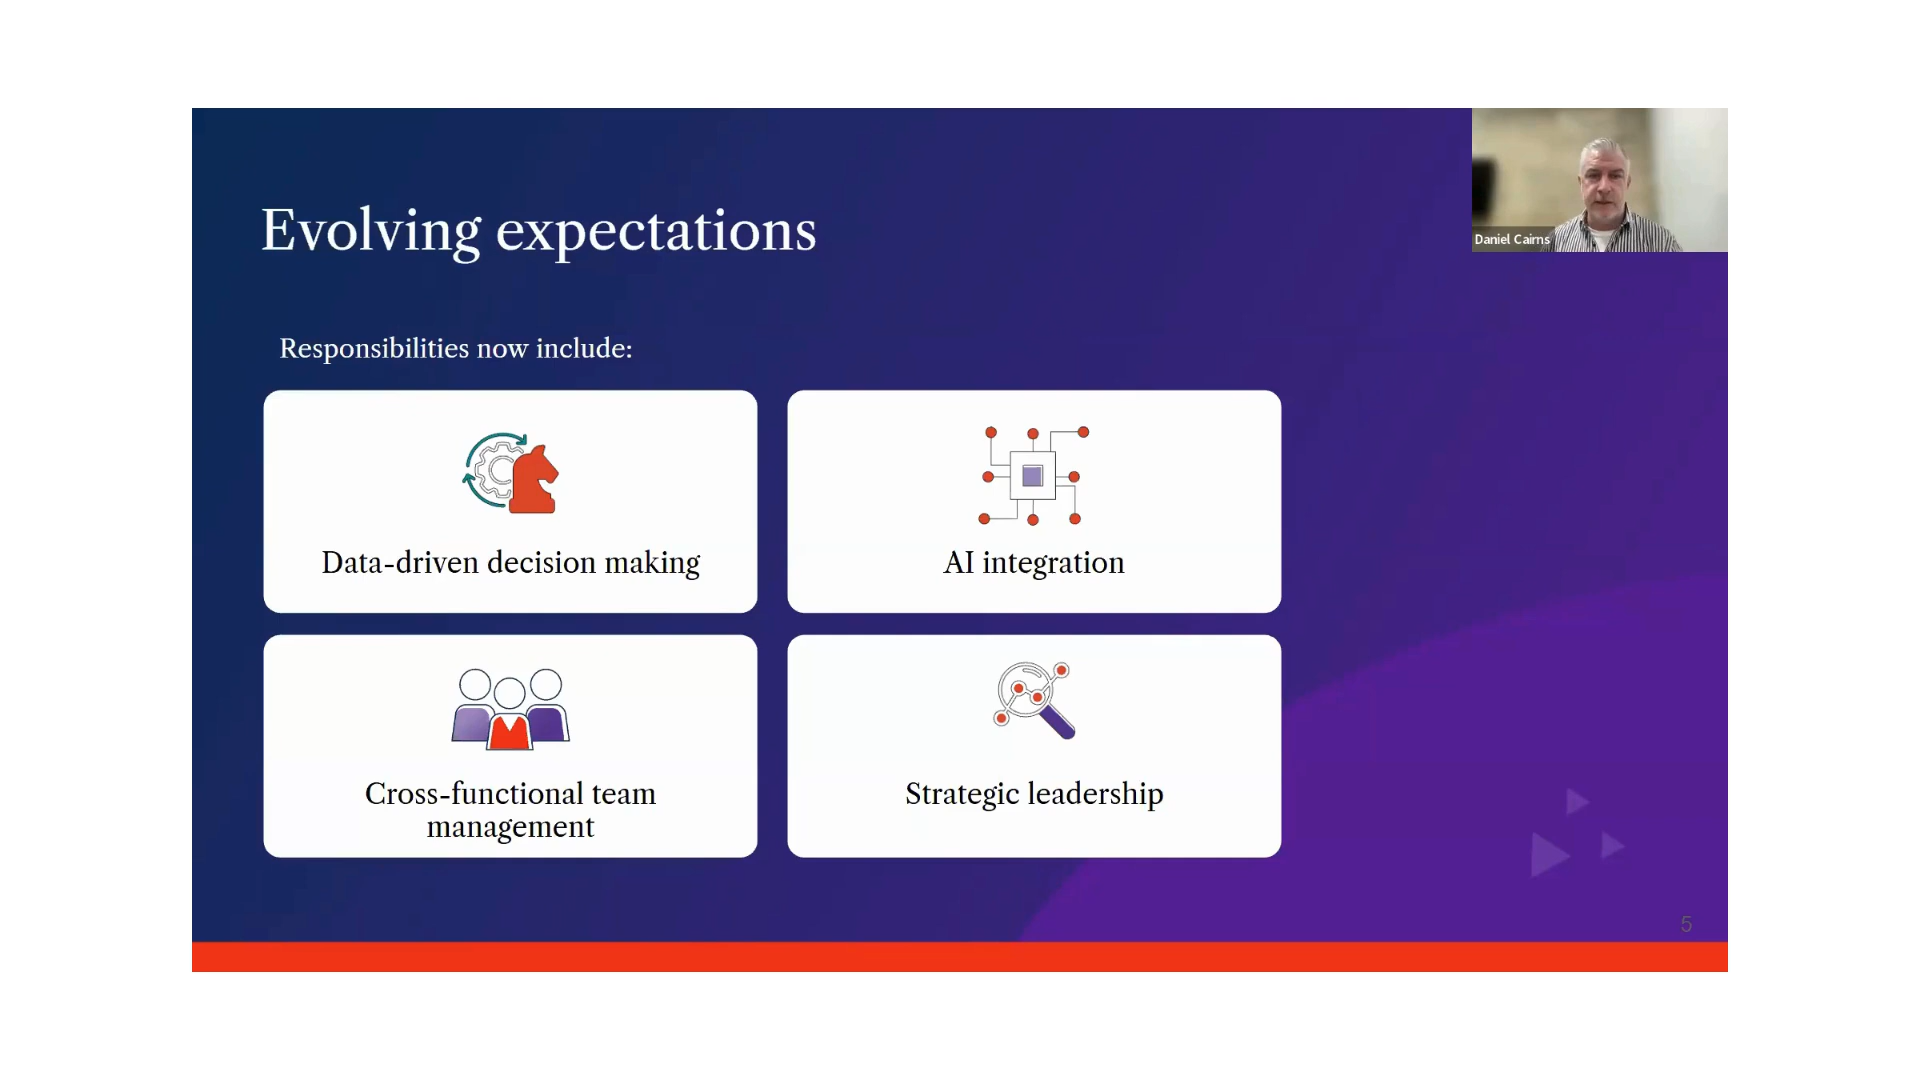 Evolving expectations
Daniel Cairns
Responsibilities now include:
Data-driven decision making
AI integration
Cross-functional team
management
Strategic leadership
5